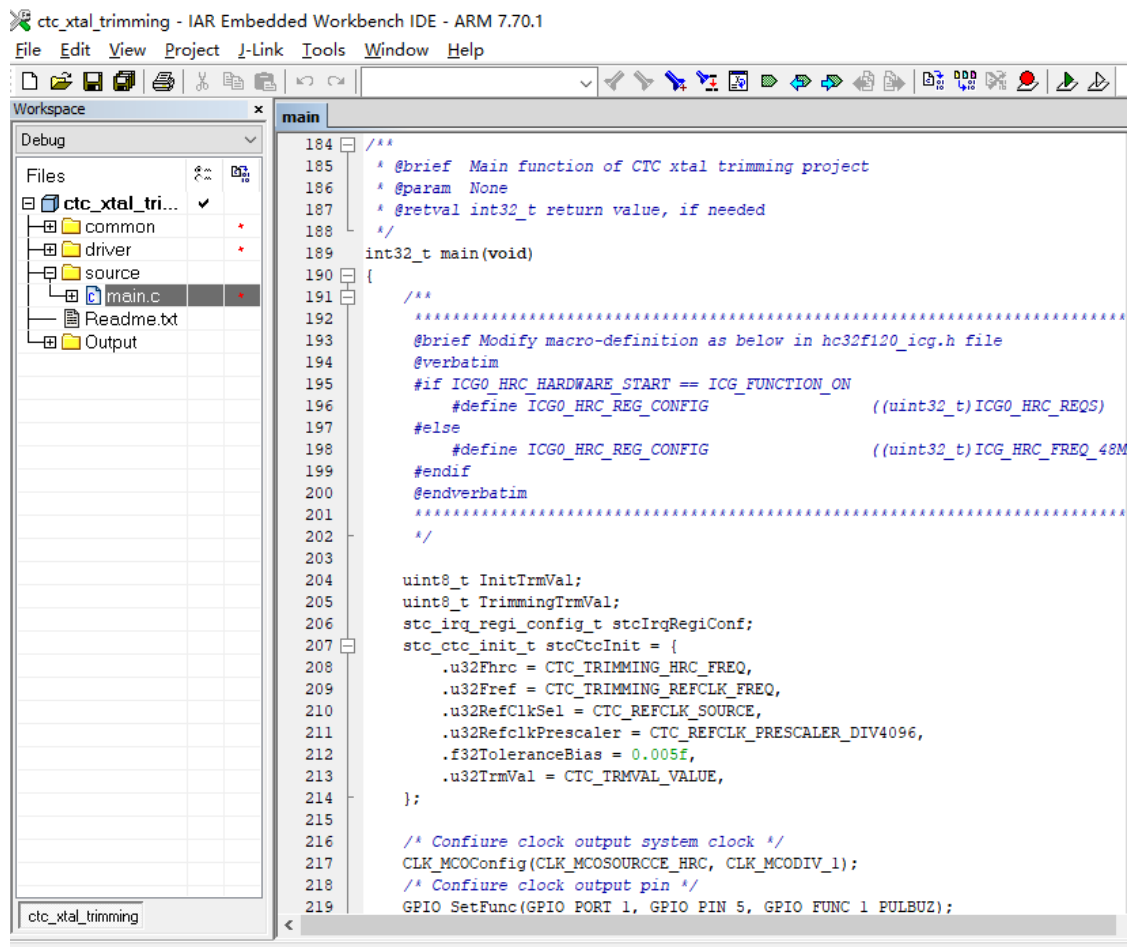 ctc_xtal_trimming - IAR Embedded Workbench IDE - ARM 7.70.1
File Edit View Project J-Link Tools Window Help
Workspace
Debug
Files
ctc_xtal_tri...
common
driver
source
main.c
Readme.txt
Output
ctc_xtal_trimming
main
184 /**
185 * @brief Main function of CTC xtal trimming project
186 * @param None
187 * @retval int32_t return value, if needed
188 */
189 int32_t main(void)
190 {
191 /**
192 ***************************************************************************
193 @brief Modify macro-definition as below in hc32f120_icg.h file
194 @verbatim
195 #if ICG0_HRC_HARDWARE_START == ICG_FUNCTION_ON
196 #define ICG0_HRC_REG_CONFIG ((uint32_t)ICG0_HRC_REQS)
197 #else
198 #define ICG0_HRC_REG_CONFIG ((uint32_t)ICG_HRC_FREQ_48M
199 #endif
200 @endverbatim
201 ***************************************************************************
202 */
203
204 uint8_t InitTrmVal;
205 uint8_t TrimmingTrmVal;
206 stc_irq_regi_config_t stcIrqRegiConf;
207 stc_ctc_init_t stcCtcInit = {
208 .u32Fhrc = CTC_TRIMMING_HRC_FREQ,
209 .u32Fref = CTC_TRIMMING_REFCLK_FREQ,
210 .u32RefClkSel = CTC_REFCLK_SOURCE,
211 .u32RefclkPrescaler = CTC_REFCLK_PRESCALER_DIV4096,
212 .f32ToleranceBias = 0.005f,
213 .u32TrmVal = CTC_TRMVAL_VALUE,
214 };
215
216 /* Confiure clock output system clock */
217 CLK_MCOConfig(CLK_MCOSOURCCE_HRC, CLK_MCODIV_1);
218 /* Confiure clock output pin */
219 GPIO_SetFunc(GPIO_PORT_1, GPIO_PIN_5, GPIO_FUNC_1_PULBUZ);